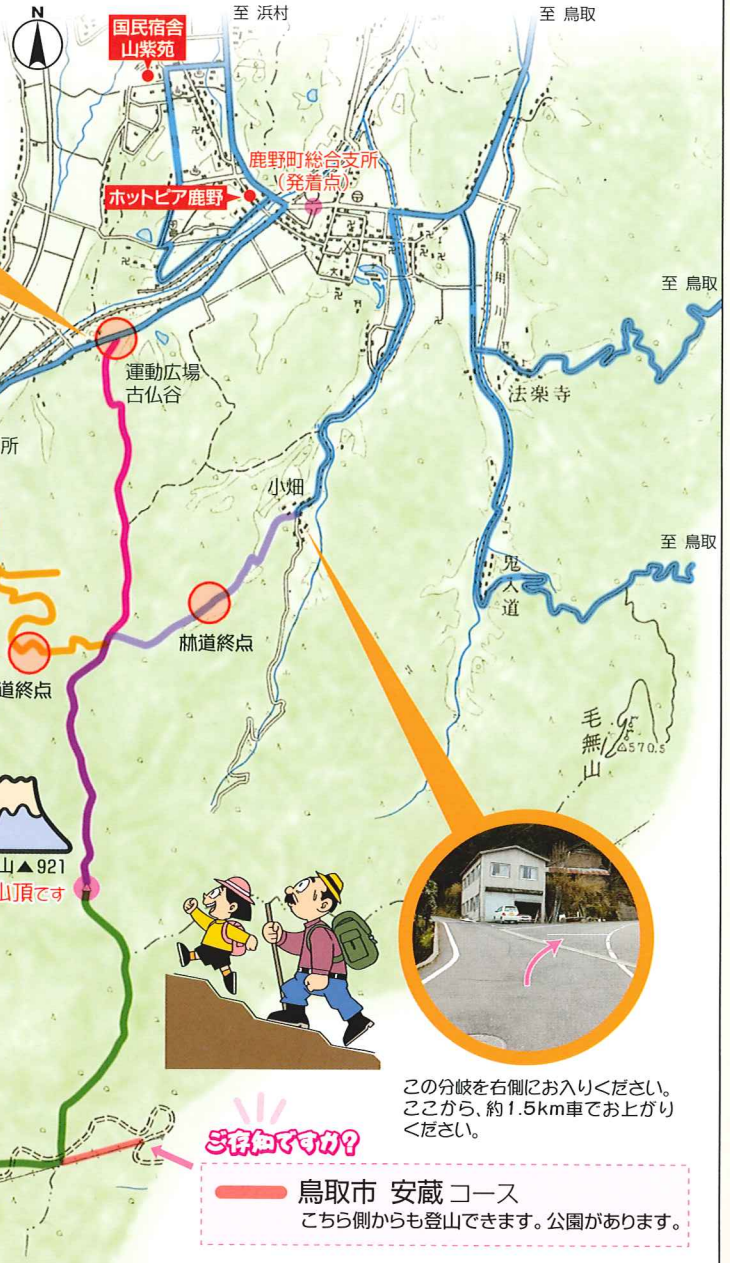 N
至 浜村
至 鳥取
国民宿舎
山紫苑
鹿野町総合支所
(発着点)
ホットピア鹿野
至 鳥取
運動広場
古仏谷
法楽寺
所
小畑
至 鳥取
鬼入道
林道終点
道終点
毛無山
△570.5
山▲921
山頂です
この分岐を右側にお入りください。
ここから、約1.5km車でお上がり
ください。
ご存知ですか?
鳥取市 安蔵コース
こちら側からも登山できます。公園があります。